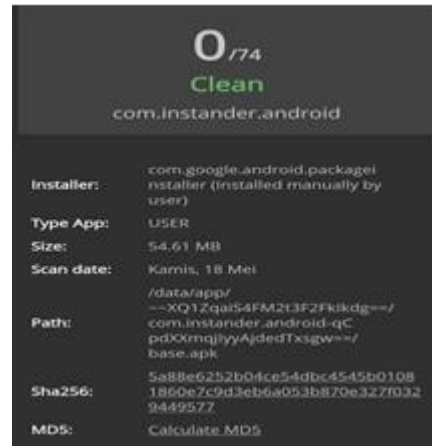 0/74
Clean
com.instander.android
Installer: com.google.android.packagei
nstaller (Installed manually by
user)
Type App: USER
Size: 54.61 MB
Scan date: Kamis, 18 Mei
Path: /data/app/
com.instander.android-qC
base.apk
Sha256: 5a88e6252b04ce54dbc4545b0108
1860e7c9d3eb6a053b870e327f032
9449577
MD5: Calculate MD5